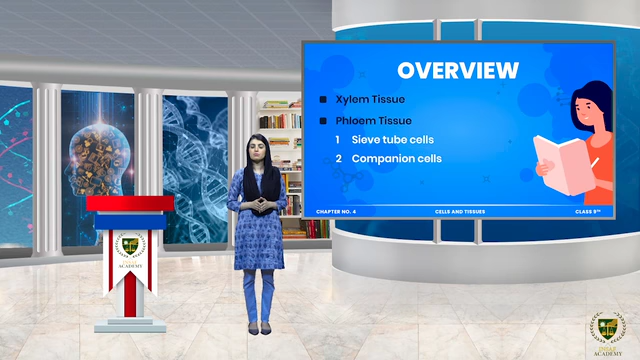 OVERVIEW
Xylem Tissue
Phloem Tissue
1 Sieve tube cells
2 Companion cells
CHAPTER NO. 4
CELLS AND TISSUES
CLASS 9TH
ACADEMY
ACADEMY